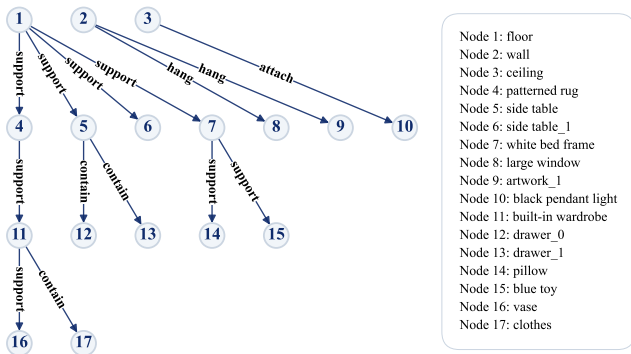 1 2 3
support support support support hang hang attach
4 5 6 7 8 9 10
support contain contain support support
11 12 13 14 15
support contain
16 17
Node 1: floor
Node 2: wall
Node 3: ceiling
Node 4: patterned rug
Node 5: side table
Node 6: side table_1
Node 7: white bed frame
Node 8: large window
Node 9: artwork_1
Node 10: black pendant light
Node 11: built-in wardrobe
Node 12: drawer_0
Node 13: drawer_1
Node 14: pillow
Node 15: blue toy
Node 16: vase
Node 17: clothes